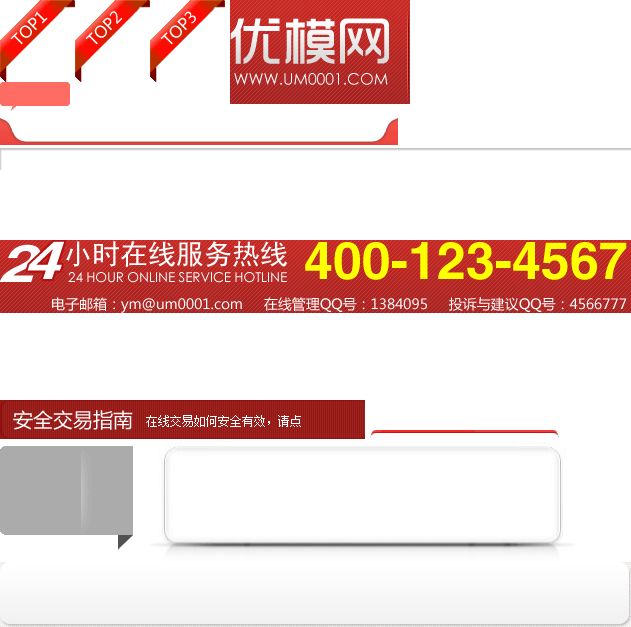 TOP1
TOP2
TOP3
优模网
WWW.UM0001.COM
24小时在线服务热线
24 HOUR ONLINE SERVICE HOTLINE
400-123-4567
电子邮箱：ym@um0001.com 在线管理QQ号：1384095 投诉与建议QQ号：4566777
安全交易指南 在线交易如何安全有效，请点